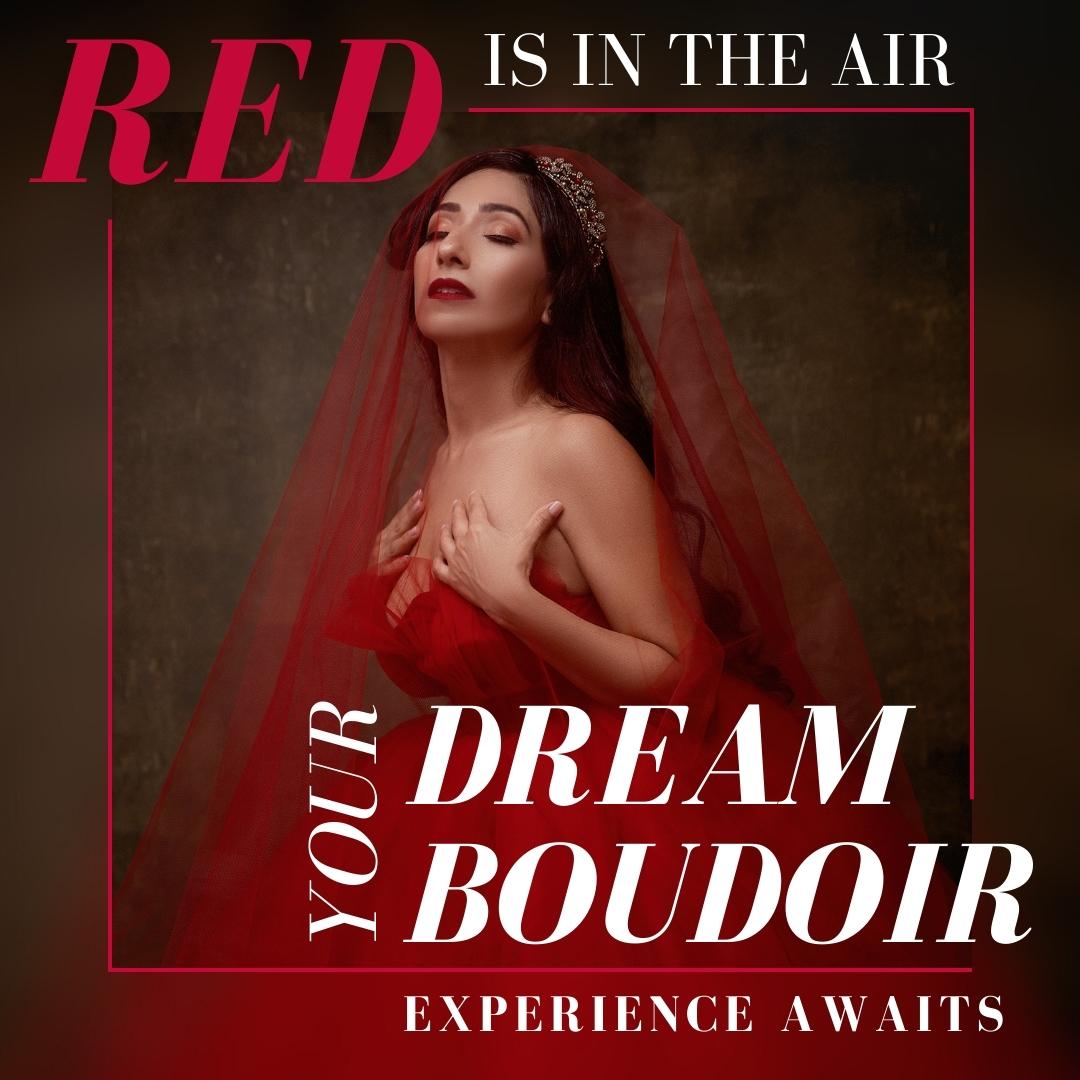 RED IS IN THE AIR
YOUR
DREAM
BOUDOIR
EXPERIENCE AWAITS